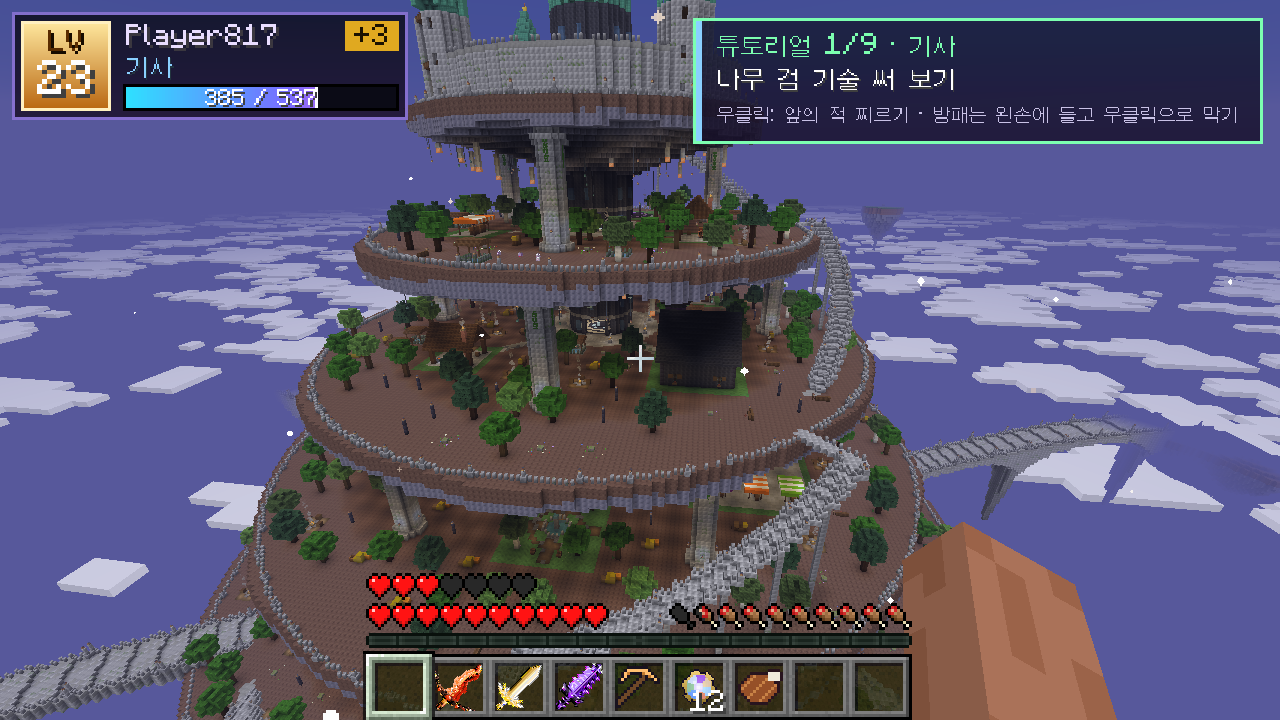 LV
23
Player817
+3
기사
385 / 537
튜토리얼 1/9 · 기사
나무 검 기술 써 보기
우클릭: 앞의 적 찌르기 · 방패는 왼손에 들고 우클릭으로 막기
12